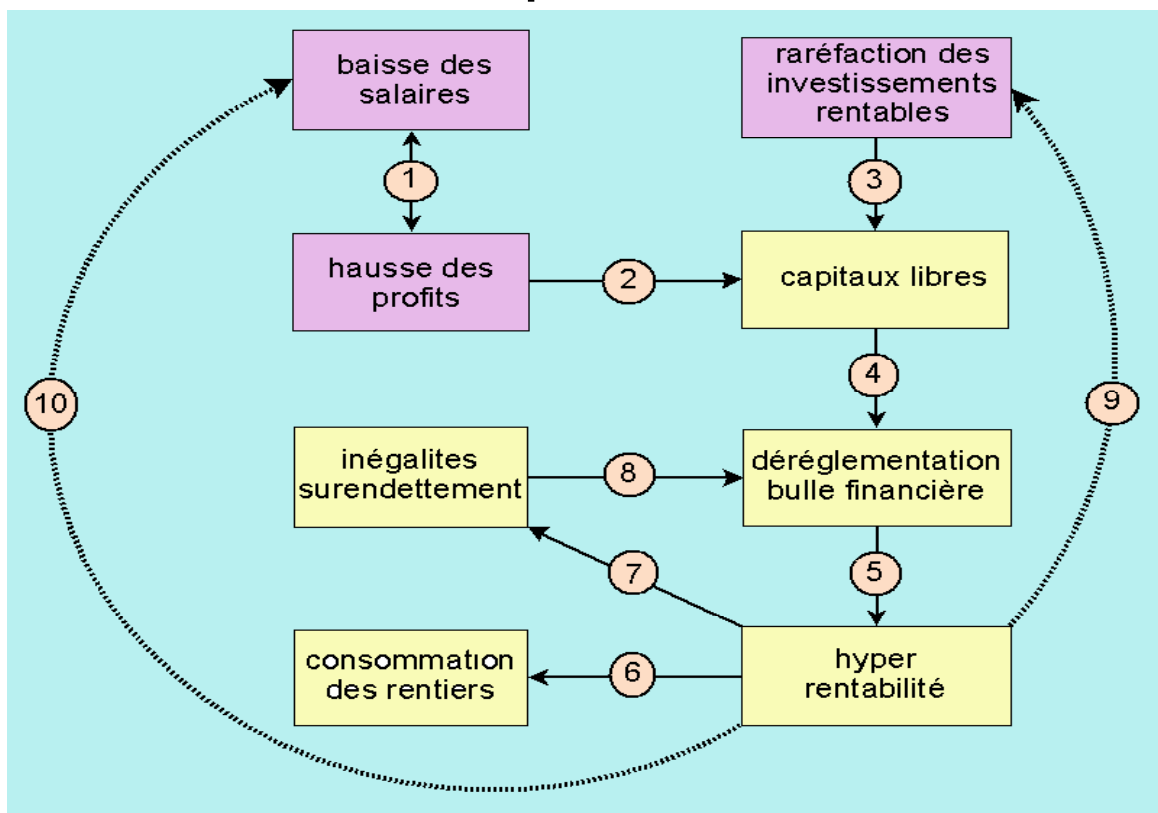 baisse des
salaires
raréfaction des
investissements
rentables
1
3
hausse des
profits
2
capitaux libres
4
10
9
inégalites
surendettement
8
déréglementation
bulle financière
7
5
consommation
des rentiers
6
hyper
rentabilité